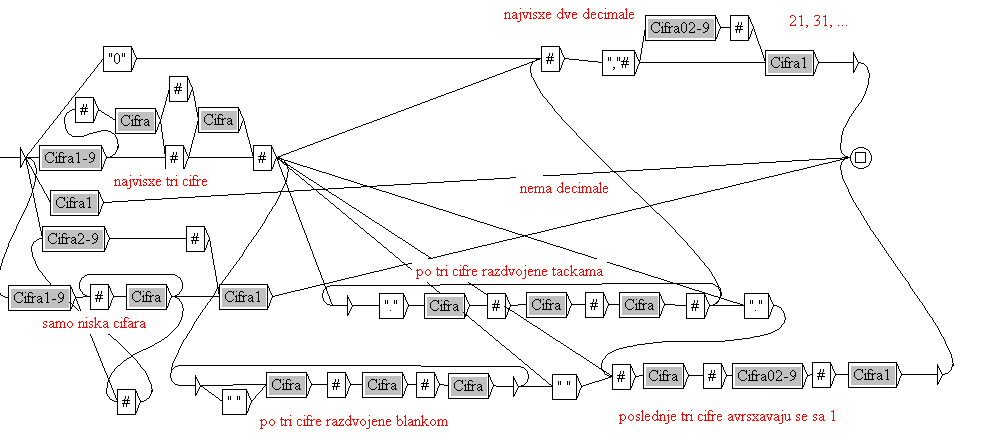 najvisxe dve decimale
Cifra02-9 # 21, 31, ...
"0" # ","# Cifra1
#
# Cifra Cifra
Cifra1-9 # #
najvisxe tri cifre
nema decimale
Cifra1
Cifra2-9 #
po tri cifre razdvojene tackama
Cifra1-9 # Cifra Cifra1
"." Cifra # Cifra # Cifra # "."
samo niska cifara
# Cifra # Cifra02-9 # Cifra1
Cifra # Cifra # Cifra " "
# " "
po tri cifre razdvojene blankom
poslednje tri cifre avrsxavaju se sa 1